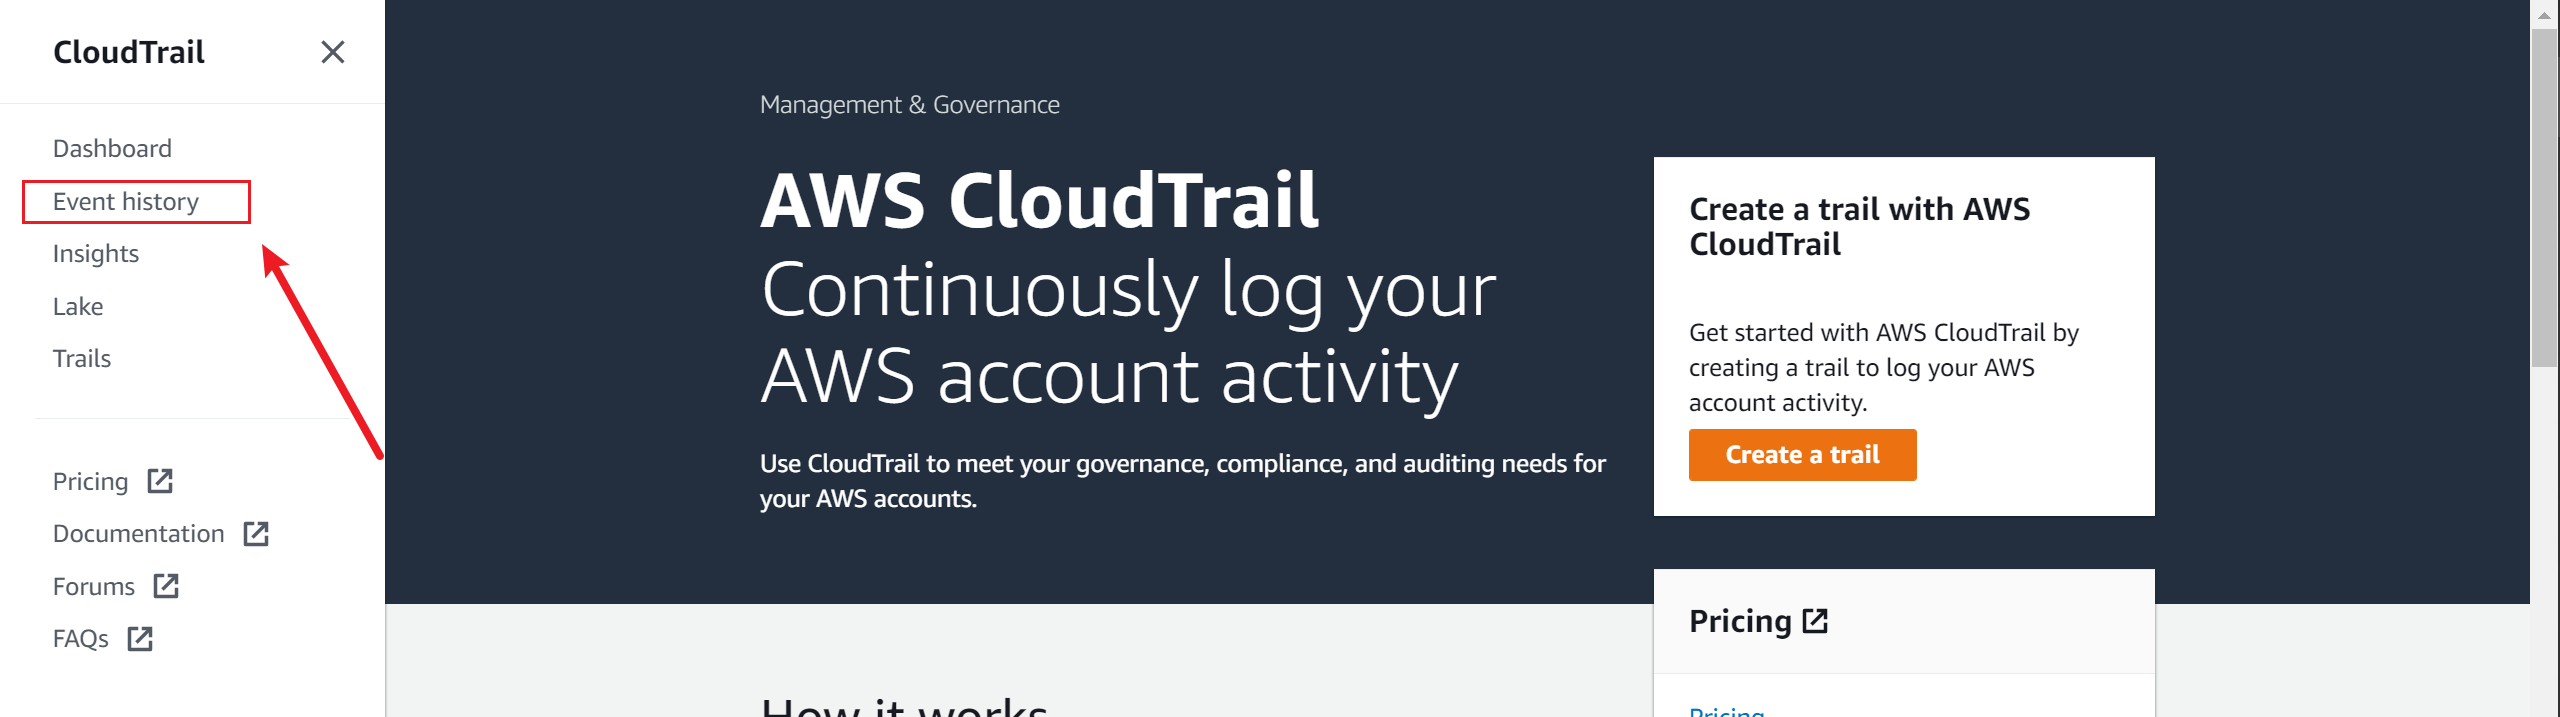 CloudTrail
Dashboard
Event history
Insights
Lake
Trails
Pricing
Documentation
Forums
FAQs
Management & Governance
AWS CloudTrail
Continuously log your
AWS account activity
Use CloudTrail to meet your governance, compliance, and auditing needs for
your AWS accounts.
How it works
Create a trail with AWS
CloudTrail
Get started with AWS CloudTrail by
creating a trail to log your AWS
account activity.
Create a trail
Pricing
Pricing